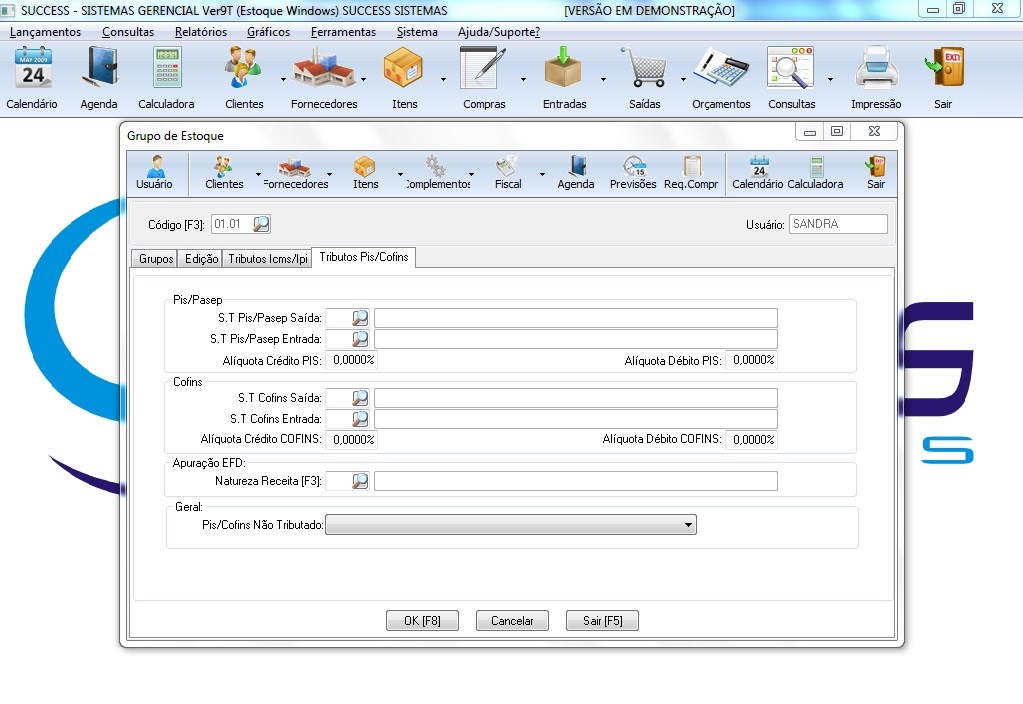 SUCCESS - SISTEMAS GERENCIAL Ver9T (Estoque Windows) SUCCESS SISTEMAS [VERSÃO EM DEMONSTRAÇÃO]
Lançamentos Consultas Relatórios Gráficos Ferramentas Sistema Ajuda/Suporte?
MAY 2009
24
EXIT
Calendário Agenda Calculadora Clientes Fornecedores Itens Compras Entradas Saídas Orçamentos Consultas Impressão Sair
Grupo de Estoque
15
24
EXIT
Usuário Clientes Fornecedores Itens Complementos Fiscal Agenda Previsões Req.Compr Calendário Calculadora Sair
Código [F3]: 01.01 Usuário: SANDRA
Grupos Edição Tributos Icms/Ipi Tributos Pis/Cofins
Pis/Pasep
S.T Pis/Pasep Saída:
S.T Pis/Pasep Entrada:
Alíquota Crédito PIS: 0,0000% Alíquota Débito PIS: 0,0000%
Cofins
S.T Cofins Saída:
S.T Cofins Entrada:
Alíquota Crédito COFINS: 0,0000% Alíquota Débito COFINS: 0,0000%
Apuração EFD:
Natureza Receita [F3]:
Geral:
Pis/Cofins Não Tributado:
OK [F8] Cancelar Sair [F5]
S
S